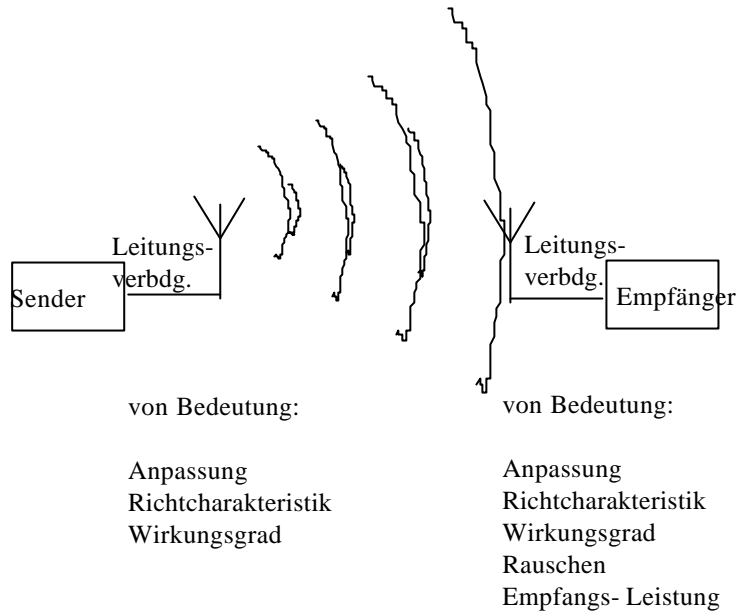 Leitungs-
verbdg.
Sender
Leitungs-
verbdg.
Empfänger
von Bedeutung:
Anpassung
Richtcharakteristik
Wirkungsgrad
von Bedeutung:
Anpassung
Richtcharakteristik
Wirkungsgrad
Rauschen
Empfangs- Leistung